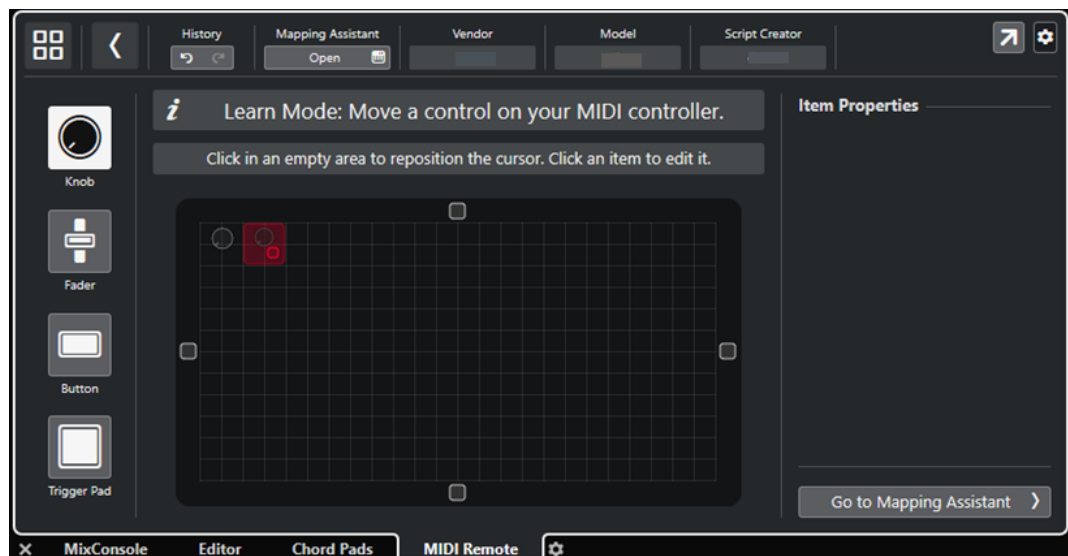 History
Mapping Assistant
Vendor
Model
Script Creator
Open
i
Learn Mode: Move a control on your MIDI controller.
Click in an empty area to reposition the cursor. Click an item to edit it.
Item Properties
Knob
Fader
Button
Trigger Pad
Go to Mapping Assistant
MixConsole
Editor
Chord Pads
MIDI Remote